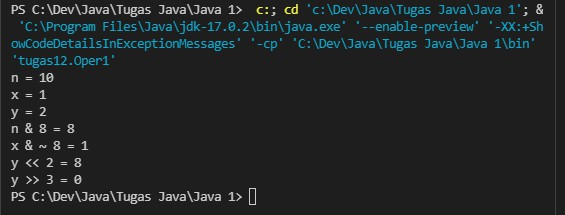 PS C:\Dev\Java\Tugas Java\Java 1>  c:; cd 'c:\Dev\Java\Tugas Java\Java 1'; &
 'C:\Program Files\Java\jdk-17.0.2\bin\java.exe' '--enable-preview' '-XX:+Sh
owCodeDetailsInExceptionMessages' '-cp' 'C:\Dev\Java\Tugas Java\Java 1\bin'
'tugas12.Oper1'
n = 10
x = 1
y = 2
n & 8 = 8
x & ~ 8 = 1
y << 2 = 8
y >> 3 = 0
PS C:\Dev\Java\Tugas Java\Java 1>